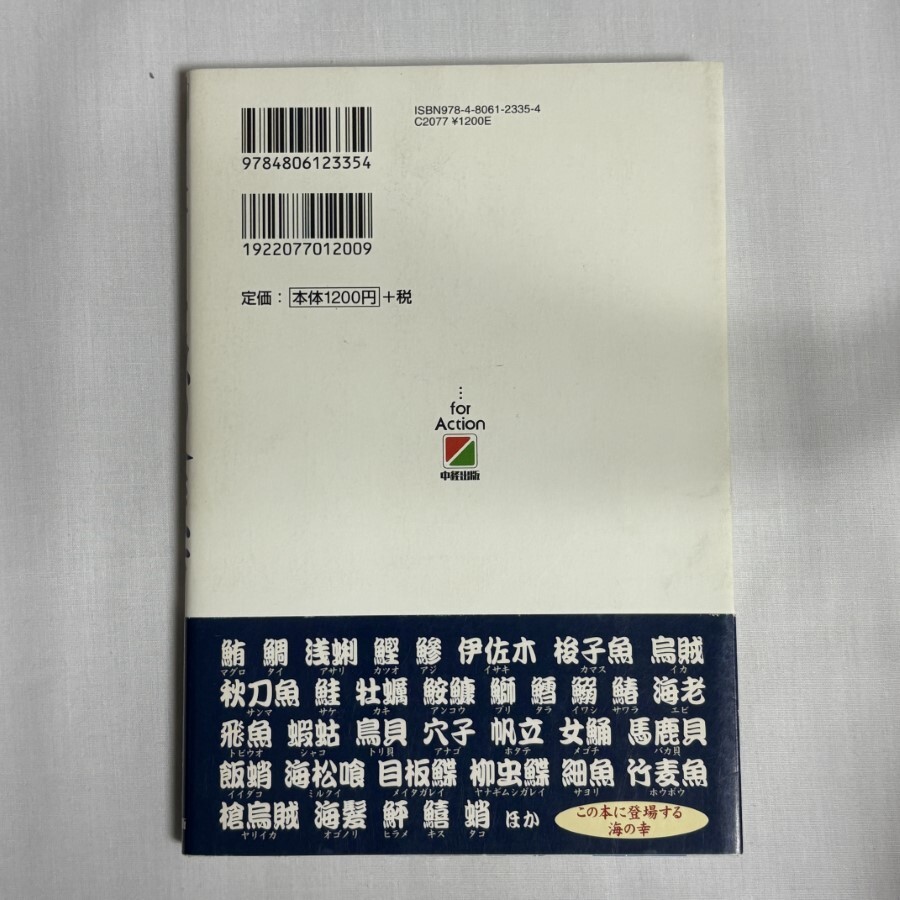 ISBN978-4-8061-2335-4
C2077 ¥1200E
9784806123354
1922077012009
定価：本体1200円+税
…
for
Action
中経出版
鮪 鯛 浅蜊 鰹 鰺 伊佐木 梭子魚 烏賊
マグロ タイ アサリ カツオ アジ イサキ カマス イカ
秋刀魚 鮭 牡蠣 鮟鱇 鰤 鱈 鰯 鰆 海老
サンマ サケ カキ アンコウ ブリ タラ イワシ サワラ エビ
飛魚 蝦蛄 鳥貝 穴子 帆立 女鯒 馬鹿貝
トビウオ シャコ トリ貝 アナゴ ホタテ メゴチ バカ貝
飯蛸 海松喰 目板鰈 柳虫鰈 細魚 竹麦魚
イイダコ ミルクイ メイタガレイ ヤナギムシガレイ サヨリ ホウボウ
槍烏賊 海髪 鮃 鱚 蛸 ほか
ヤリイカ オゴノリ ヒラメ キス タコ
この本に登場する
海の幸